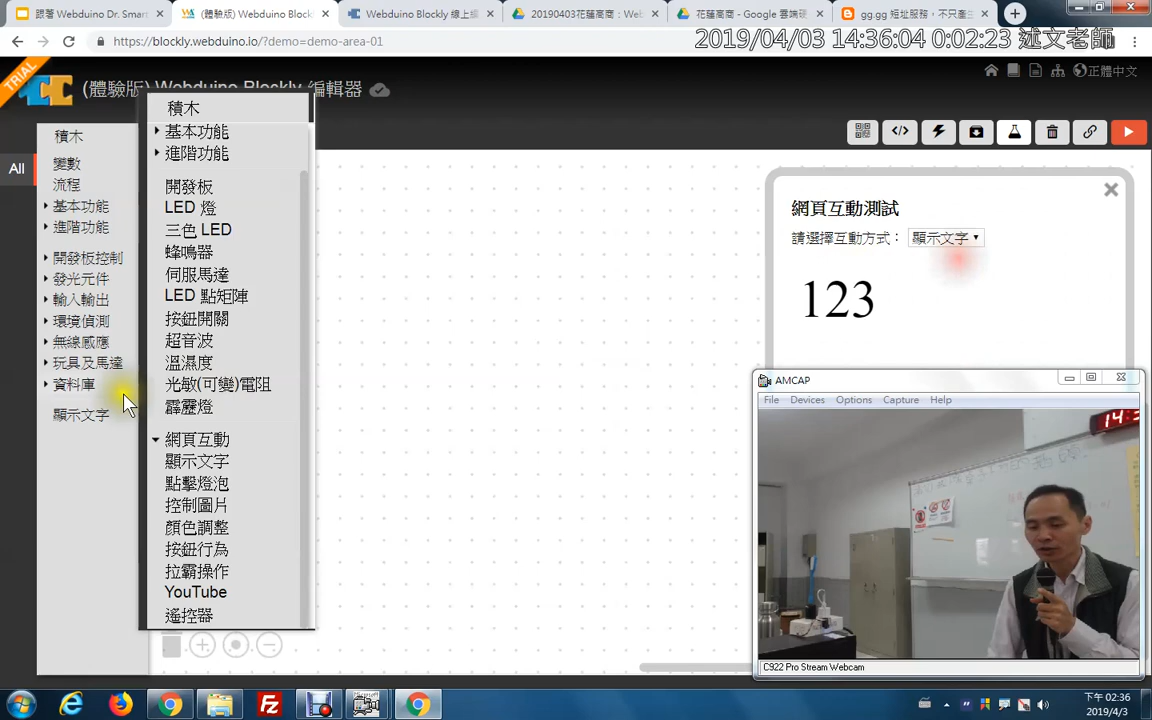 Webduino Dr. Smart
(體驗版) Webduino Block
Webduino Blockly 線上
20190403花蓮高商：Web
花蓮高商 - Google 雲端硬
gg.gg 短址服務，不只產生
https://blockly.webduino.io/?demo=demo-area-01
2019/04/03 14:36:04 0:02:23 述文老師
TRIAL
(體驗版) Webduino Blockly 編輯器
正體中文
All
積木
變數
流程
基本功能
進階功能
開發板控制
發光元件
輸入輸出
環境偵測
無線感應
玩具及馬達
資料庫
顯示文字
積木
基本功能
進階功能
開發板
LED 燈
三色 LED
蜂鳴器
伺服馬達
LED 點矩陣
按鈕開關
超音波
溫濕度
光敏(可變)電阻
霹靂燈
網頁互動
顯示文字
點擊燈泡
控制圖片
顏色調整
按鈕行為
拉霸操作
YouTube
遙控器
網頁互動測試
請選擇互動方式： 顯示文字
123
AMCAP
File Devices Options Capture Help
C922 Pro Stream Webcam
下午 02:36
2019/4/3